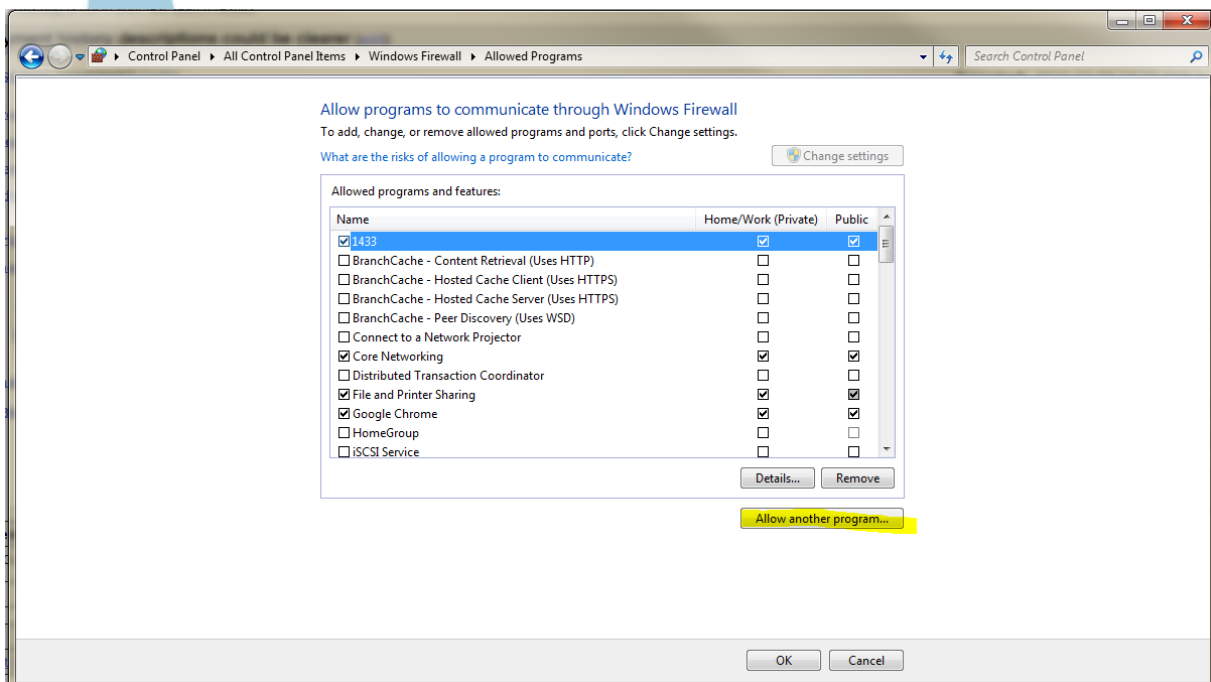 Control Panel ▸ All Control Panel Items ▸ Windows Firewall ▸ Allowed Programs
Search Control Panel
Allow programs to communicate through Windows Firewall
To add, change, or remove allowed programs and ports, click Change settings.
What are the risks of allowing a program to communicate?
Change settings
Allowed programs and features:
Name Home/Work (Private) Public
1433
BranchCache - Content Retrieval (Uses HTTP)
BranchCache - Hosted Cache Client (Uses HTTPS)
BranchCache - Hosted Cache Server (Uses HTTPS)
BranchCache - Peer Discovery (Uses WSD)
Connect to a Network Projector
Core Networking
Distributed Transaction Coordinator
File and Printer Sharing
Google Chrome
HomeGroup
iSCSI Service
Details... Remove
Allow another program...
OK Cancel